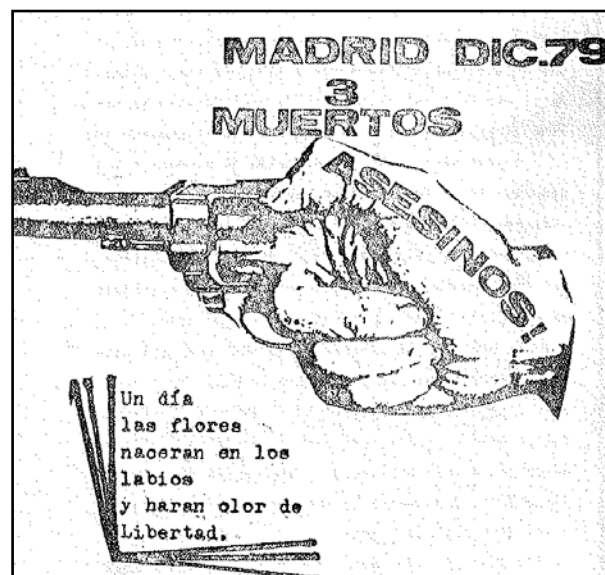 MADRID DIC.79
3
MUERTOS
ASESINOS!
Un día
las flores
naceran en los
labios
y haran olor de
Libertad.